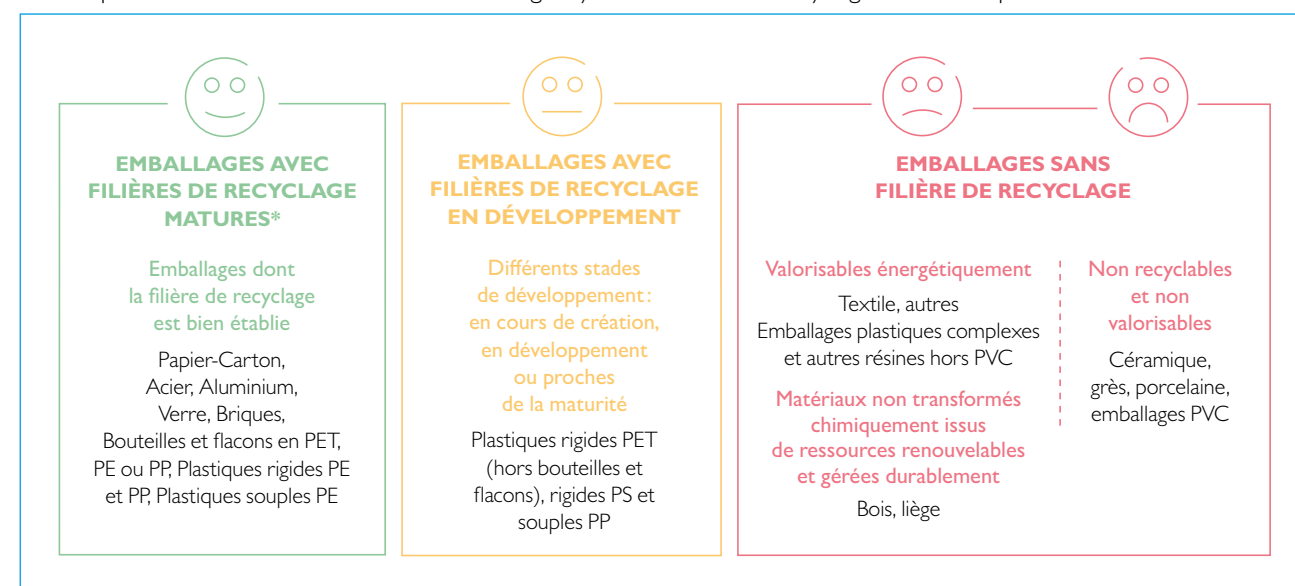 EMBALLAGES AVEC
FILIÈRES DE RECYCLAGE
MATURES*
Emballages dont
la filière de recyclage
est bien établie
Papier-Carton,
Acier, Aluminium,
Verre, Briques,
Bouteilles et flacons en PET,
PE ou PP, Plastiques rigides PE
et PP, Plastiques souples PE
EMBALLAGES AVEC
FILIÈRES DE RECYCLAGE
EN DÉVELOPPEMENT
Différents stades
de développement :
en cours de création,
en développement
ou proches
de la maturité
Plastiques rigides PET
(hors bouteilles et
flacons), rigides PS et
souples PP
EMBALLAGES SANS
FILIÈRE DE RECYCLAGE
Valorisables énergétiquement
Textile, autres
Emballages plastiques complexes
et autres résines hors PVC
Matériaux non transformés
chimiquement issus
de ressources renouvelables
et gérées durablement
Bois, liège
Non recyclables
et non
valorisables
Céramique,
grès, porcelaine,
emballages PVC